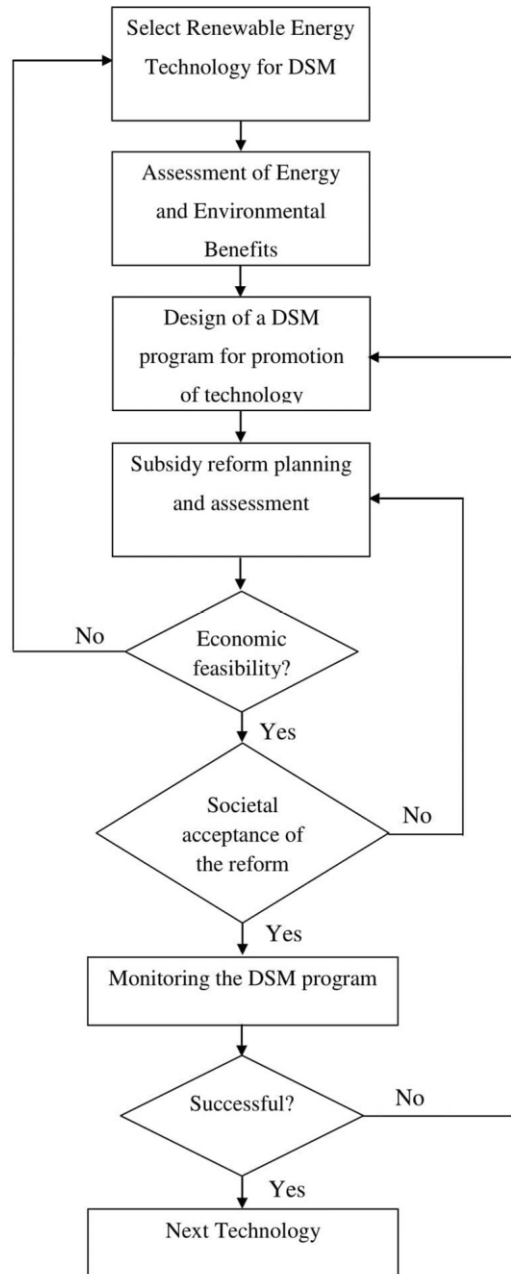 Select Renewable Energy
Technology for DSM
Assessment of Energy
and Environmental
Benefits
Design of a DSM
program for promotion
of technology
Subsidy reform planning
and assessment
No
Economic
feasibility?
Yes
Societal
acceptance of
the reform
No
Yes
Monitoring the DSM program
Successful?
No
Yes
Next Technology